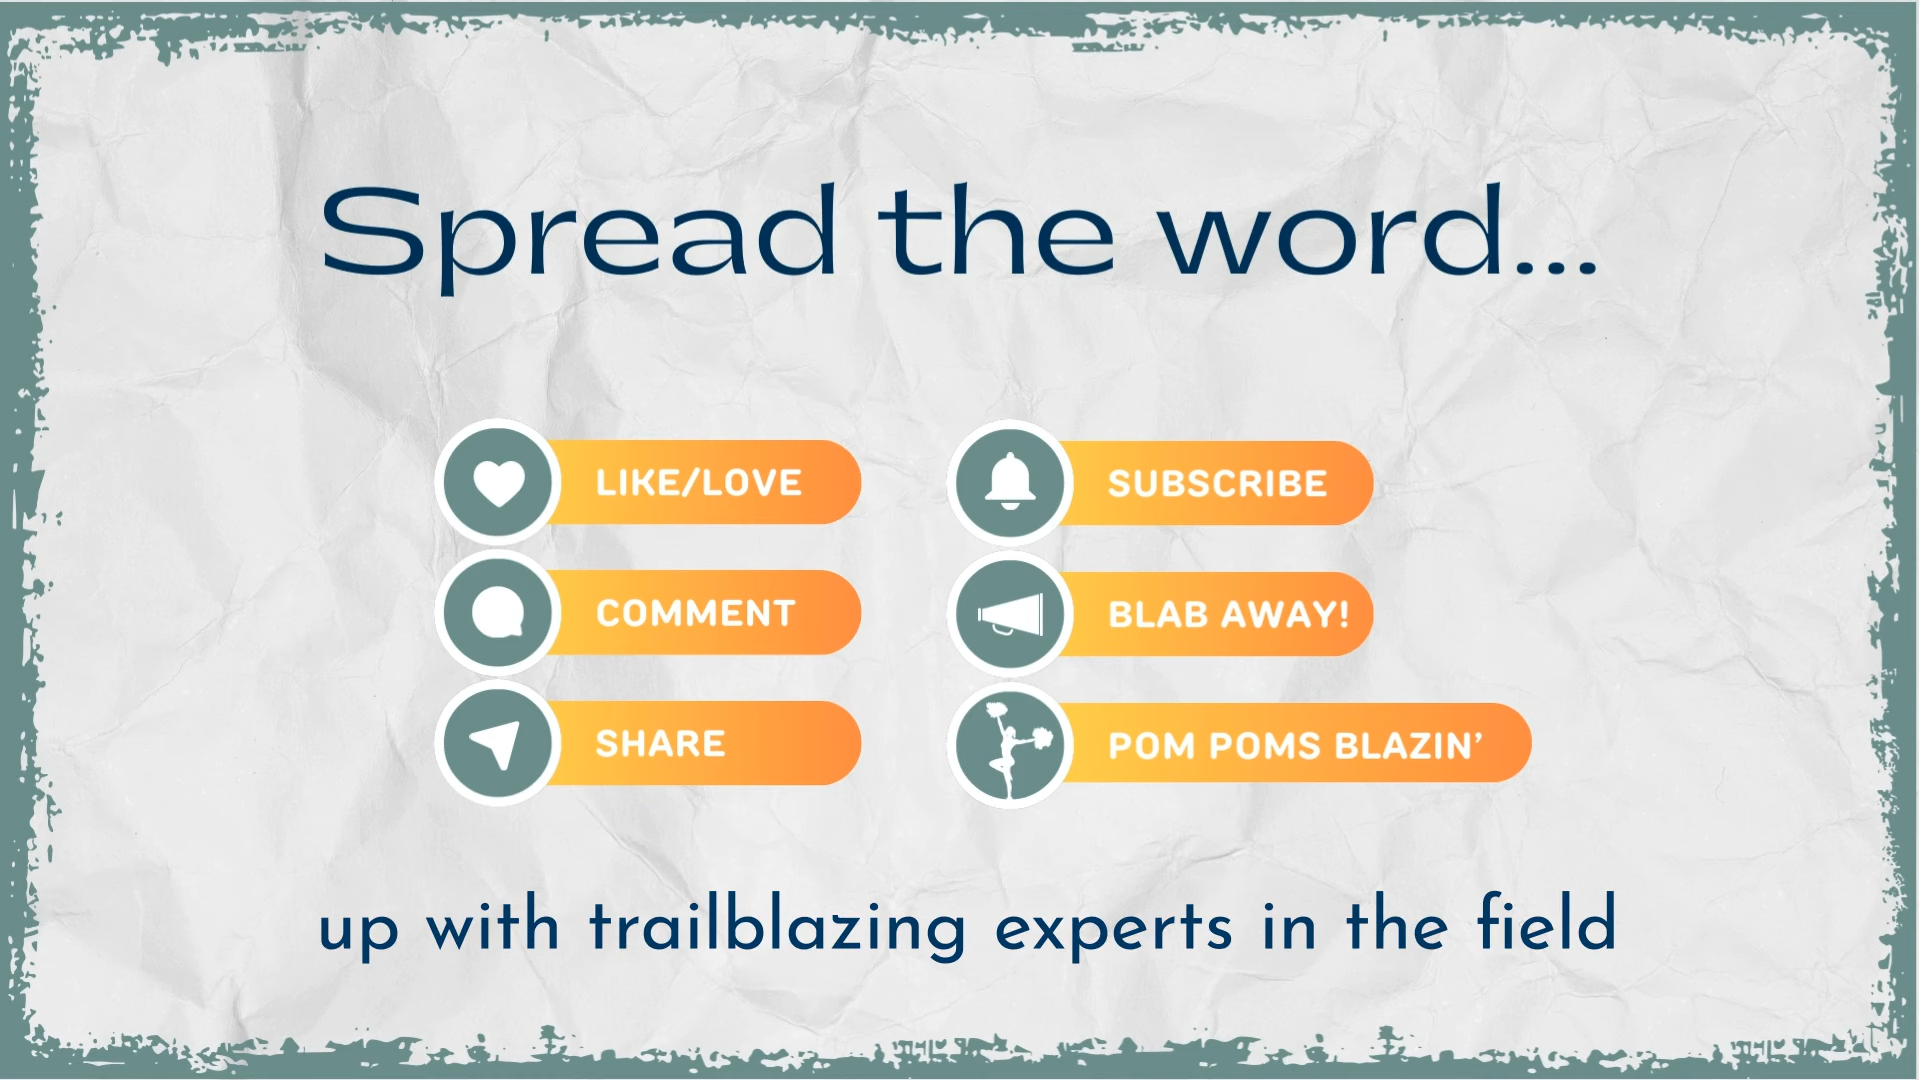 Spread the word...
LIKE/LOVE
COMMENT
SHARE
SUBSCRIBE
BLAB AWAY!
POM POMS BLAZIN’
up with trailblazing experts in the field